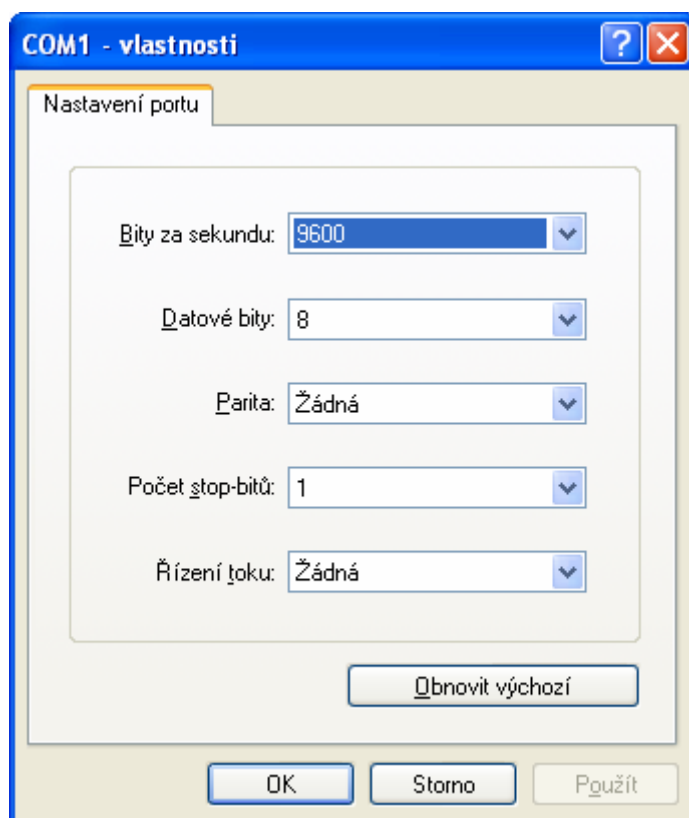 COM1 - vlastnosti
Nastavení portu
Bity za sekundu: 9600
Datové bity: 8
Parita: Žádná
Počet stop-bitů: 1
Řízení toku: Žádná
Obnovit výchozí
OK Storno Použít